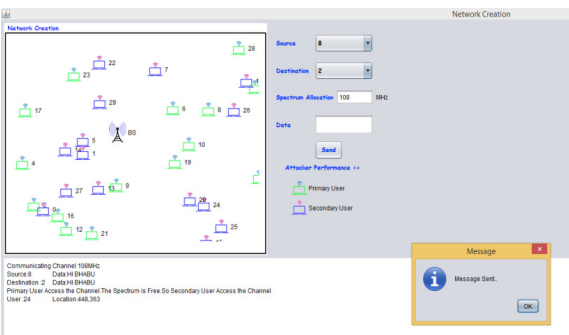 Network Creation
Network Creation
28
22
7
23
29
17
6
8
26
BS
5
1
10
4
19
27
13
9
16
24
12
21
25
Source 8
Destination 2
Spectrum Allocation 108 MHz
Data
Send
Attacker Performance >>
Primary User
Secondary User
Message
Message Sent.
OK
Communicating Channel 108MHz
Source:8 Data:HI BHABU
Destination :2 Data:HI BHABU
Primary User Access the Channel.The Spectrum is Free.So Secondary User Access the Channel
User :24 Location:448,363